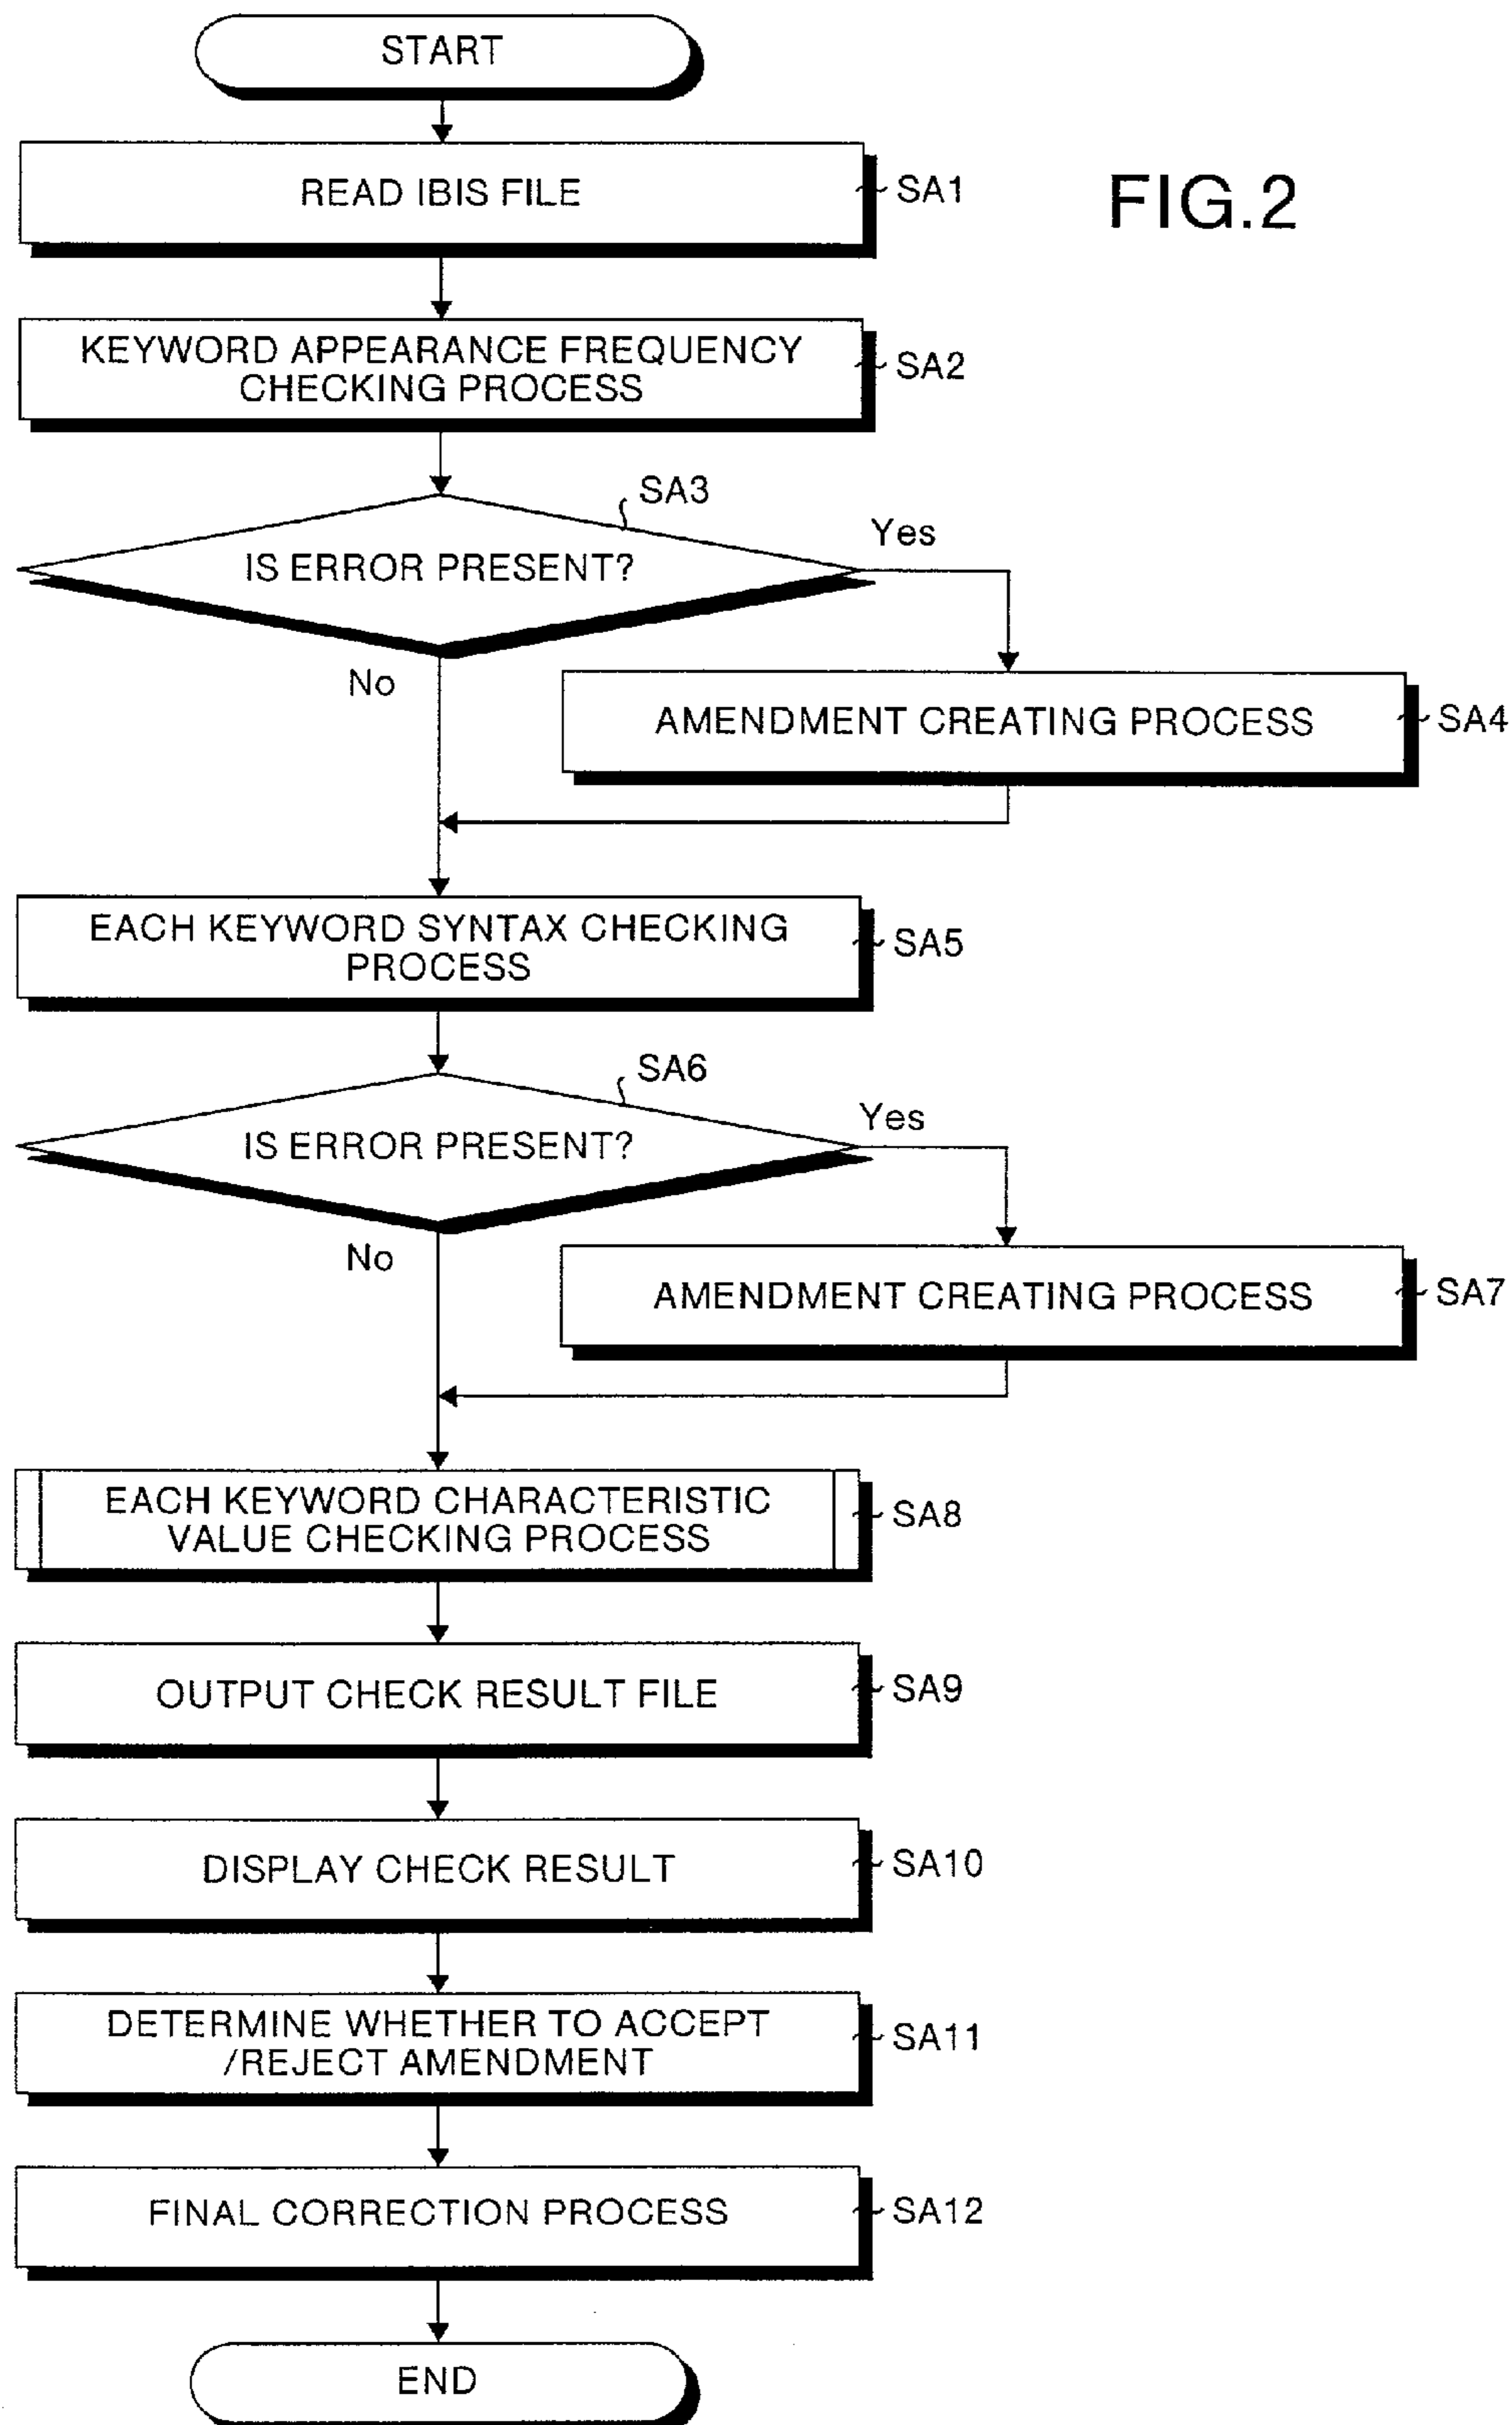 START
READ IBIS FILE
SA1
FIG.2
KEYWORD APPEARANCE FREQUENCY
CHECKING PROCESS
SA2
SA3
IS ERROR PRESENT?
Yes
No
AMENDMENT CREATING PROCESS
SA4
EACH KEYWORD SYNTAX CHECKING
PROCESS
SA5
SA6
IS ERROR PRESENT?
Yes
No
AMENDMENT CREATING PROCESS
SA7
EACH KEYWORD CHARACTERISTIC
VALUE CHECKING PROCESS
SA8
OUTPUT CHECK RESULT FILE
SA9
DISPLAY CHECK RESULT
SA10
DETERMINE WHETHER TO ACCEPT
/REJECT AMENDMENT
SA11
FINAL CORRECTION PROCESS
SA12
END